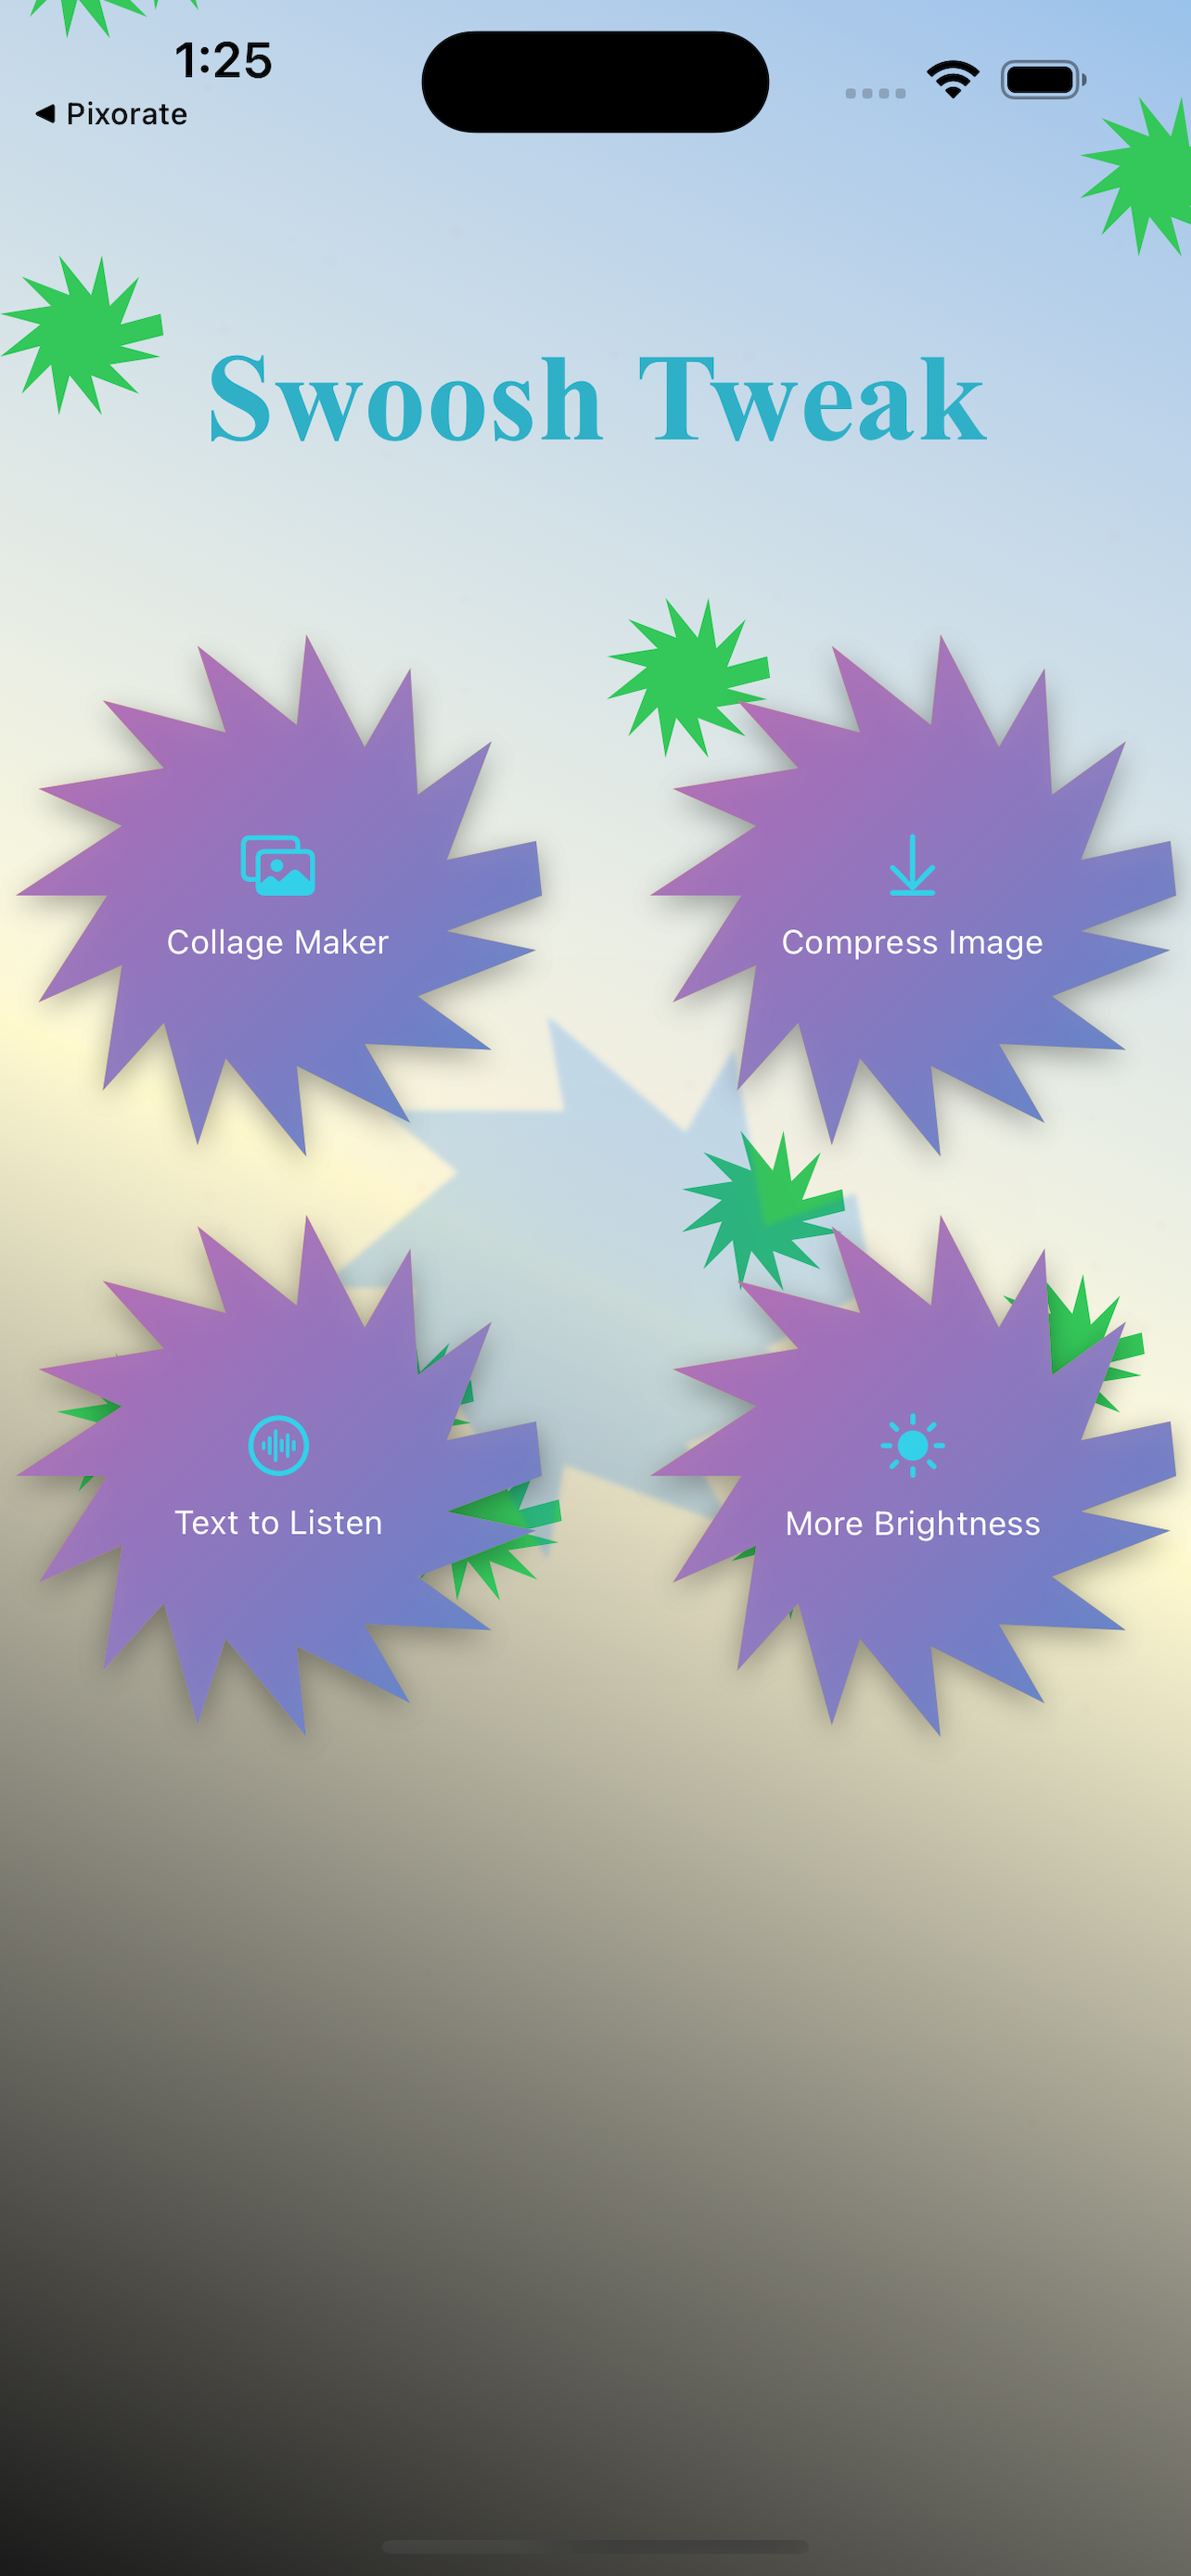 1:25
◀ Pixorate
Swoosh Tweak
Collage Maker
Compress Image
Text to Listen
More Brightness